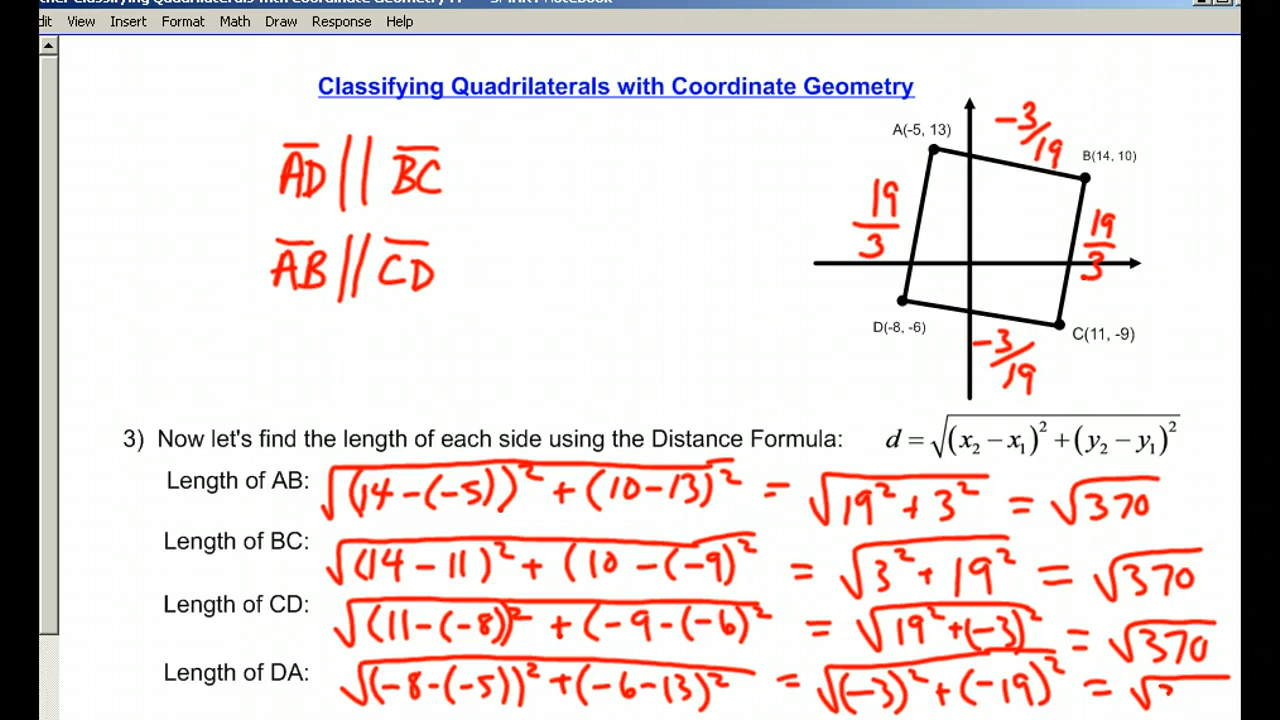 Classifying Quadrilaterals with Coordinate Geometry
View Insert Format Math Draw Response Help
Classifying Quadrilaterals with Coordinate Geometry
AD || BC
AB || CD
A(-5, 13)
-3/19
B(14, 10)
19/3
19/3
D(-8, -6)
C(11, -9)
-3/19
3) Now let's find the length of each side using the Distance Formula: d = √(x₂ − x₁)² + (y₂ − y₁)²
Length of AB: √(14-(-5))² + (10-13)² = √19² + 3² = √370
Length of BC: √(14-11)² + (10-(-9)² = √3² + 19² = √370
Length of CD: √(11-(-8))² + (-9-(-6)² = √19² + (-3)² = √370
Length of DA: √(-8-(-5))² + (-6-13)² = √(-3)² + (-19)² = √